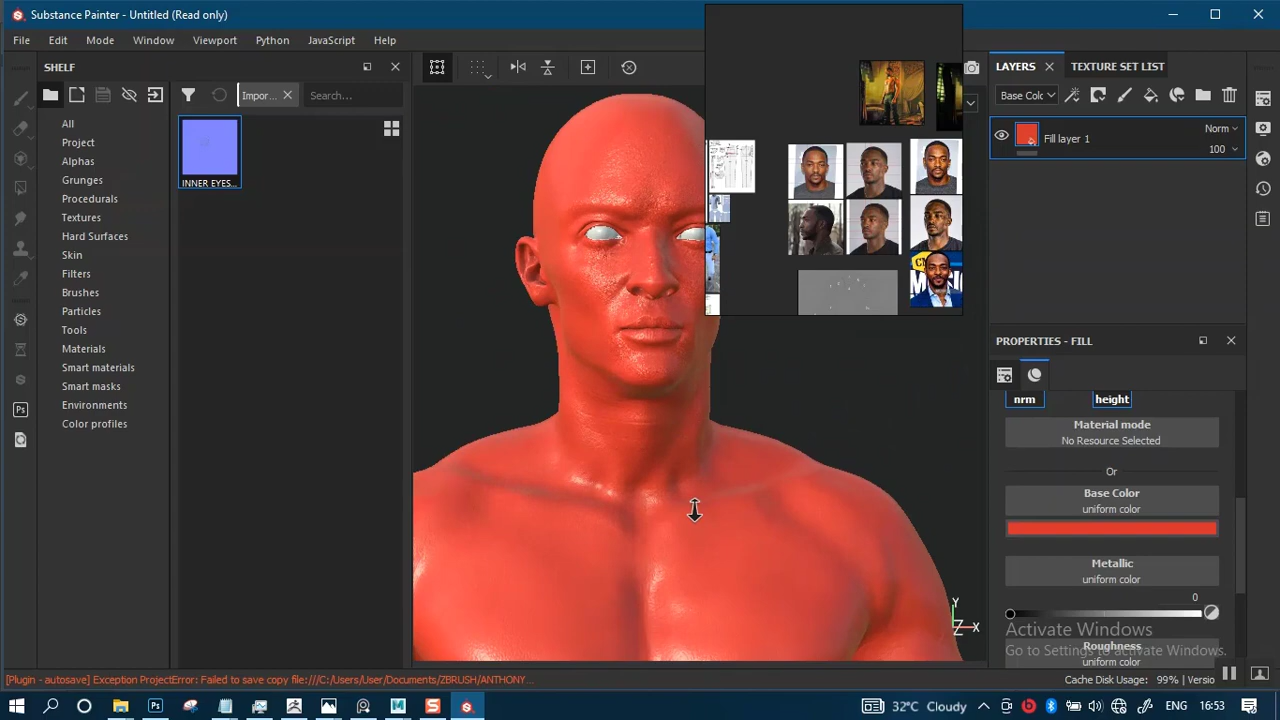 Substance Painter - Untitled (Read only)
File Edit Mode Window Viewport Python JavaScript Help
SHELF
Impor... Search...
All
Project
Alphas
Grunges
Procedurals
Textures
Hard Surfaces
Skin
Filters
Brushes
Particles
Tools
Materials
Smart materials
Smart masks
Environments
Color profiles
INNER EYES...
LAYERS TEXTURE SET LIST
Base Colc
Fill layer 1
Norm
100
PROPERTIES - FILL
nrm height
Material mode
No Resource Selected
Or
Base Color
uniform color
Metallic
uniform color
0
Activate Windows
Go to Settings to activate Windows.
Roughness
uniform color
Y
Z X
[Plugin - autosave] Exception ProjectError: Failed to save copy file:///C:/Users/User/Documents/ZBRUSH/ANTHONY...
Cache Disk Usage: 99% | Versio
Ps
32°C Cloudy
ENG 16:53